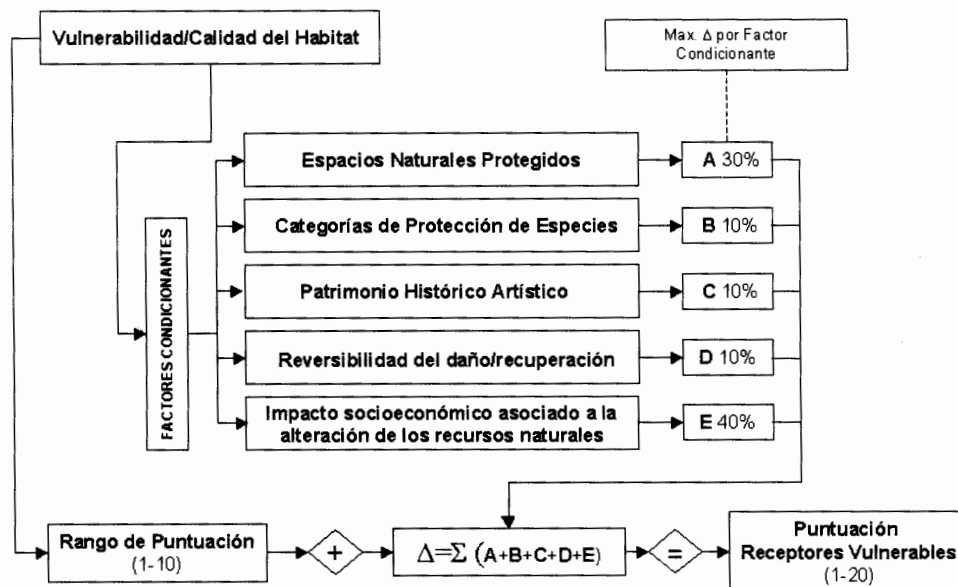 Vulnerabilidad/Calidad del Habitat
Max. Δ por Factor
Condicionante
FACTORES CONDICIONANTES
Espacios Naturales Protegidos
A 30%
Categorías de Protección de Especies
B 10%
Patrimonio Histórico Artístico
C 10%
Reversibilidad del daño/recuperación
D 10%
Impacto socioeconómico asociado a la
alteración de los recursos naturales
E 40%
Rango de Puntuación
(1-10)
+
Δ=Σ (A+B+C+D+E)
=
Puntuación
Receptores Vulnerables
(1-20)